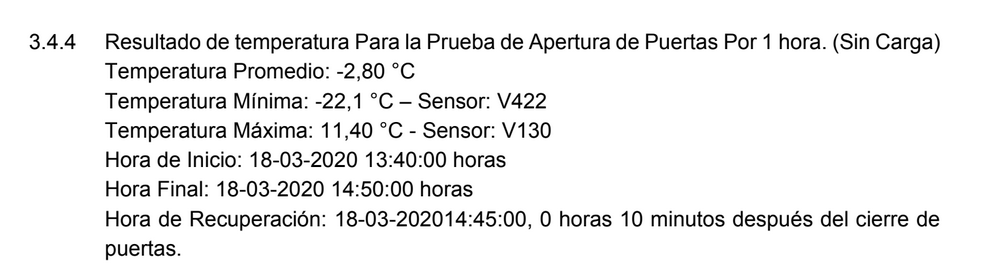 3.4.4 Resultado de temperatura Para la Prueba de Apertura de Puertas Por 1 hora. (Sin Carga)
Temperatura Promedio: -2,80 °C
Temperatura Mínima: -22,1 °C – Sensor: V422
Temperatura Máxima: 11,40 °C - Sensor: V130
Hora de Inicio: 18-03-2020 13:40:00 horas
Hora Final: 18-03-2020 14:50:00 horas
Hora de Recuperación: 18-03-202014:45:00, 0 horas 10 minutos después del cierre de
puertas.